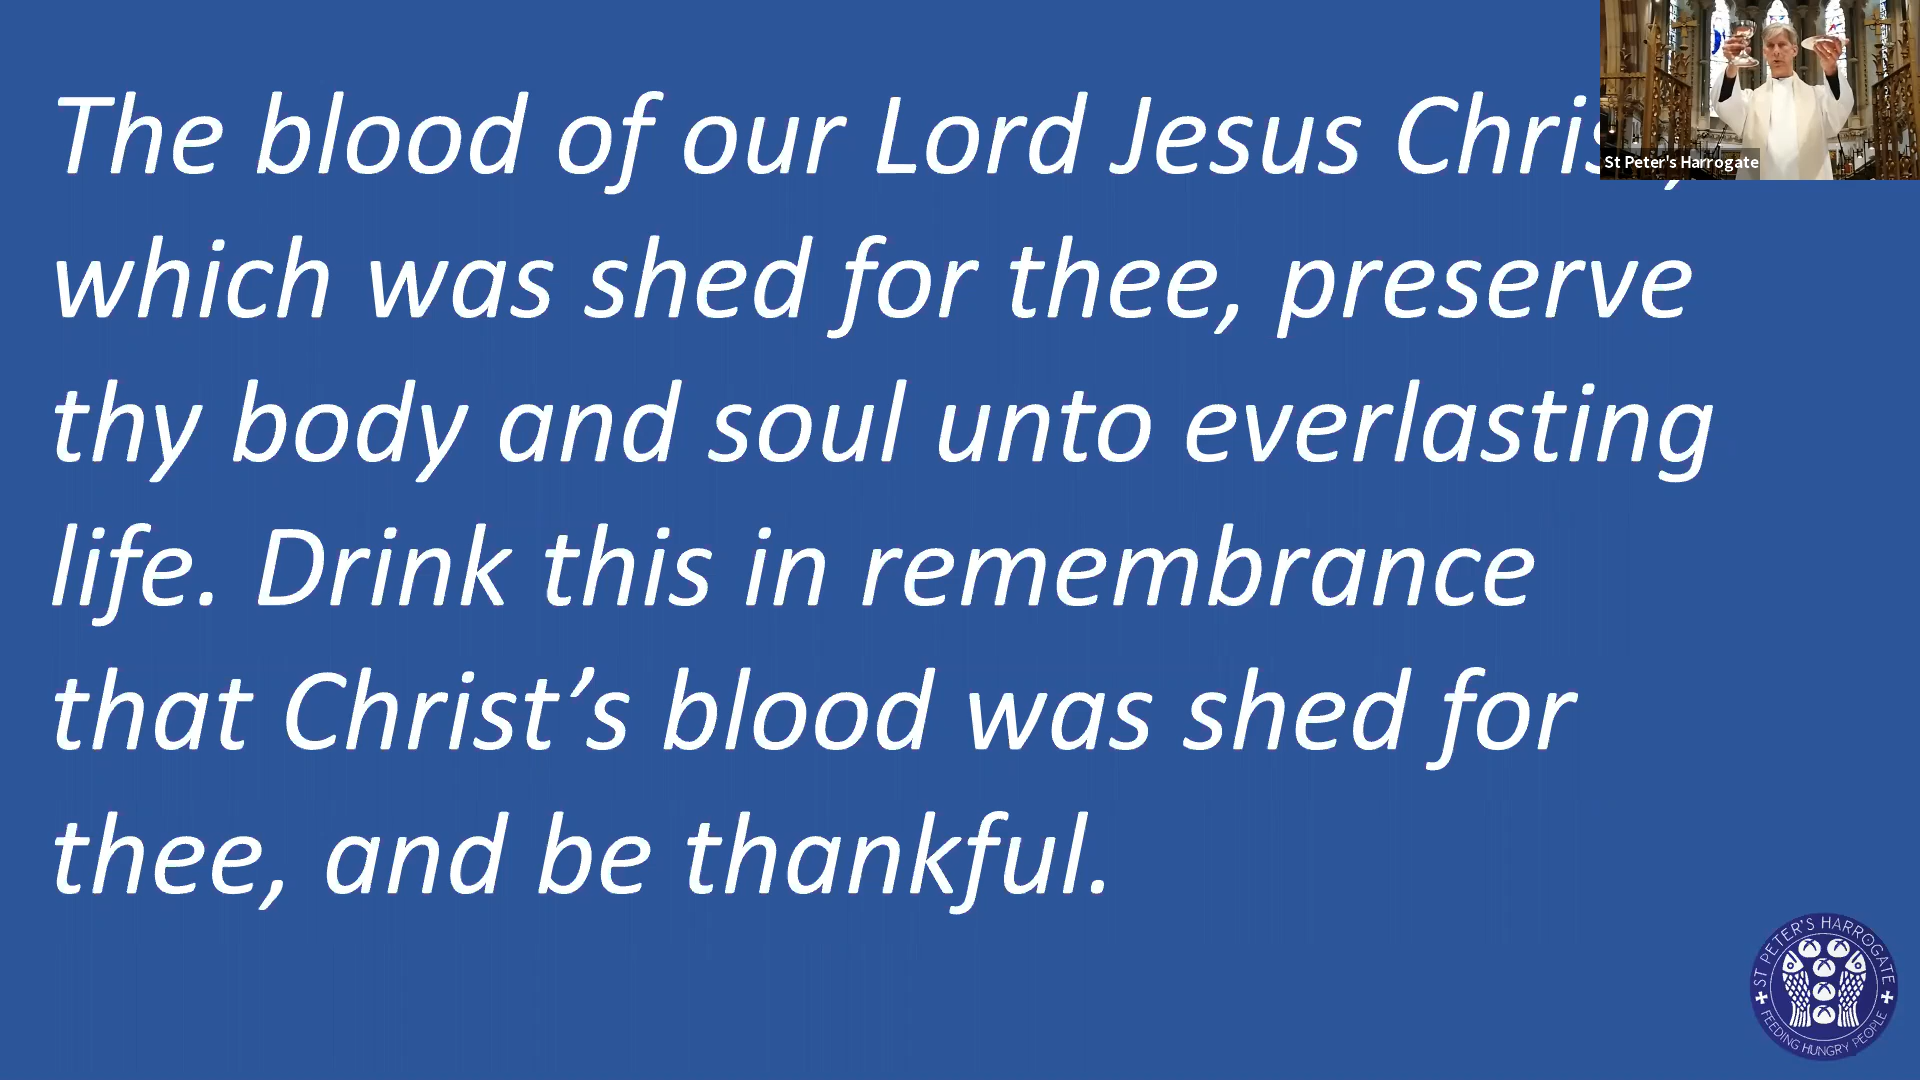 The blood of our Lord Jesus Chris
which was shed for thee, preserve
thy body and soul unto everlasting
life. Drink this in remembrance
that Christ’s blood was shed for
thee, and be thankful.
St Peter's Harrogate
ST PETER'S HARROGATE
FEEDING HUNGRY PEOPLE